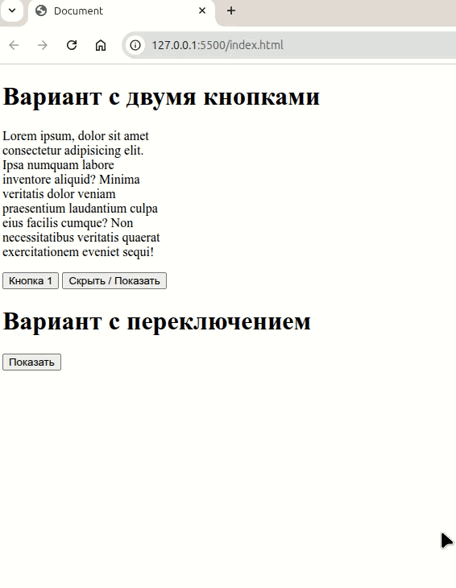 Document
127.0.0.1:5500/index.html
Вариант с двумя кнопками
Lorem ipsum, dolor sit amet
consectetur adipisicing elit.
Ipsa numquam labore
inventore aliquid? Minima
veritatis dolor veniam
praesentium laudantium culpa
eius facilis cumque? Non
necessitatibus veritatis quaerat
exercitationem eveniet sequi!
Кнопка 1 Скрыть / Показать
Вариант с переключением
Показать